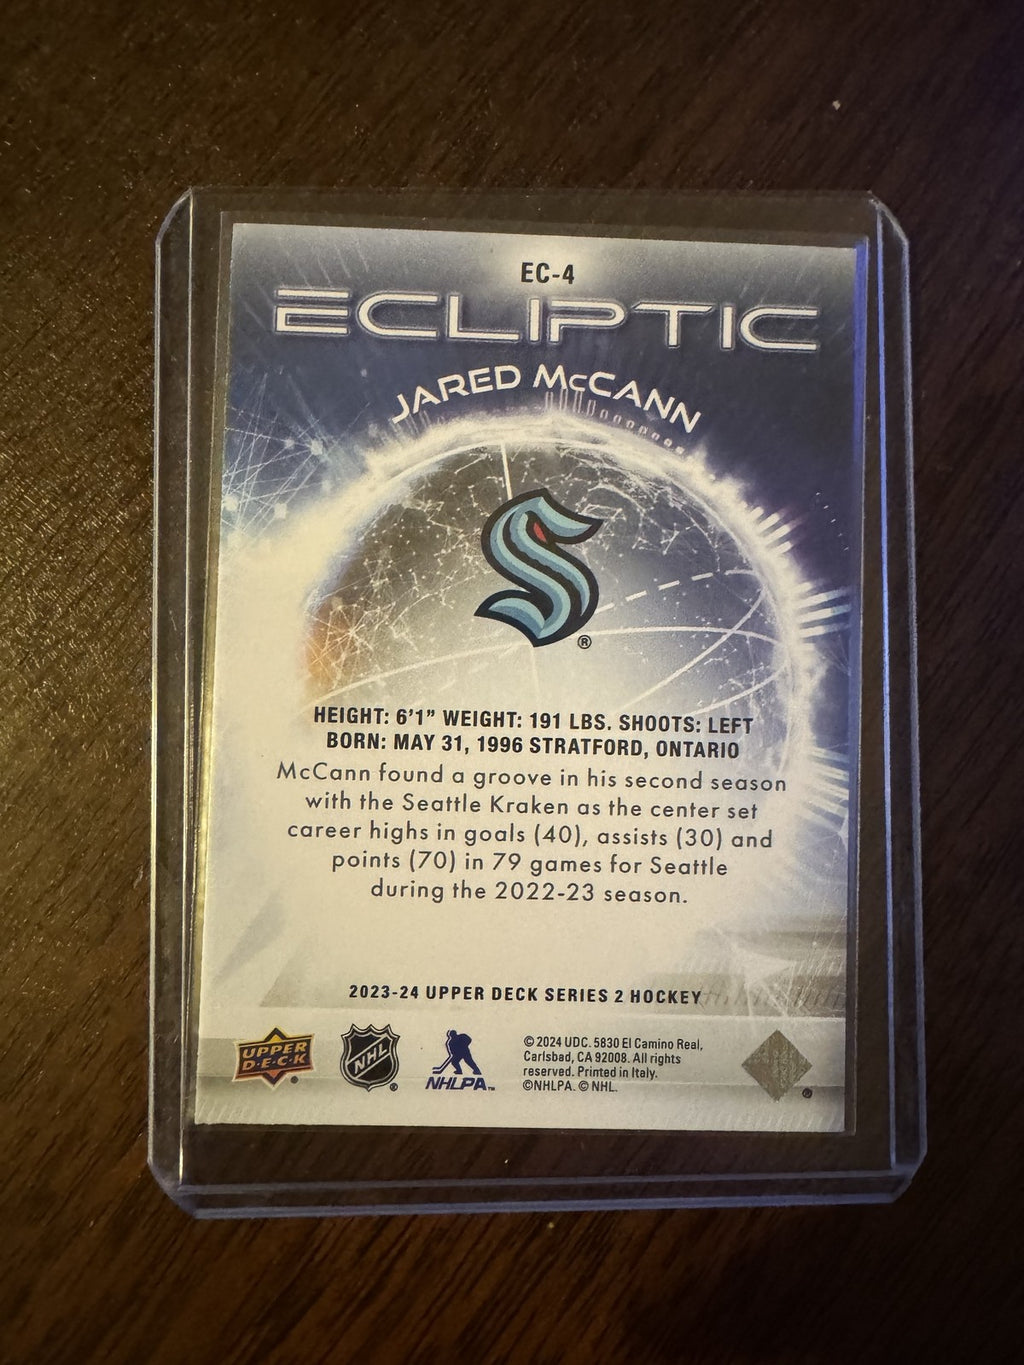 EC-4
ECLIPTIC
JARED McCANN
®
HEIGHT: 6'1" WEIGHT: 191 LBS. SHOOTS: LEFT
BORN: MAY 31, 1996 STRATFORD, ONTARIO
McCann found a groove in his second season
with the Seattle Kraken as the center set
career highs in goals (40), assists (30) and
points (70) in 79 games for Seattle
during the 2022-23 season.
2023-24 UPPER DECK SERIES 2 HOCKEY
UPPER
D·E·C·K
®
NHL
®
NHLPA™
© 2024 UDC. 5830 El Camino Real,
Carlsbad, CA 92008. All rights
reserved. Printed in Italy.
©NHLPA. © NHL.
®